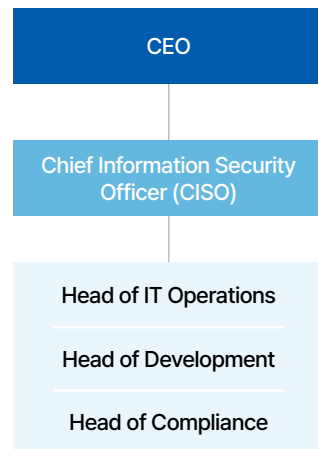 CEO
Chief Information Security
Officer (CISO)
Head of IT Operations
Head of Development
Head of Compliance